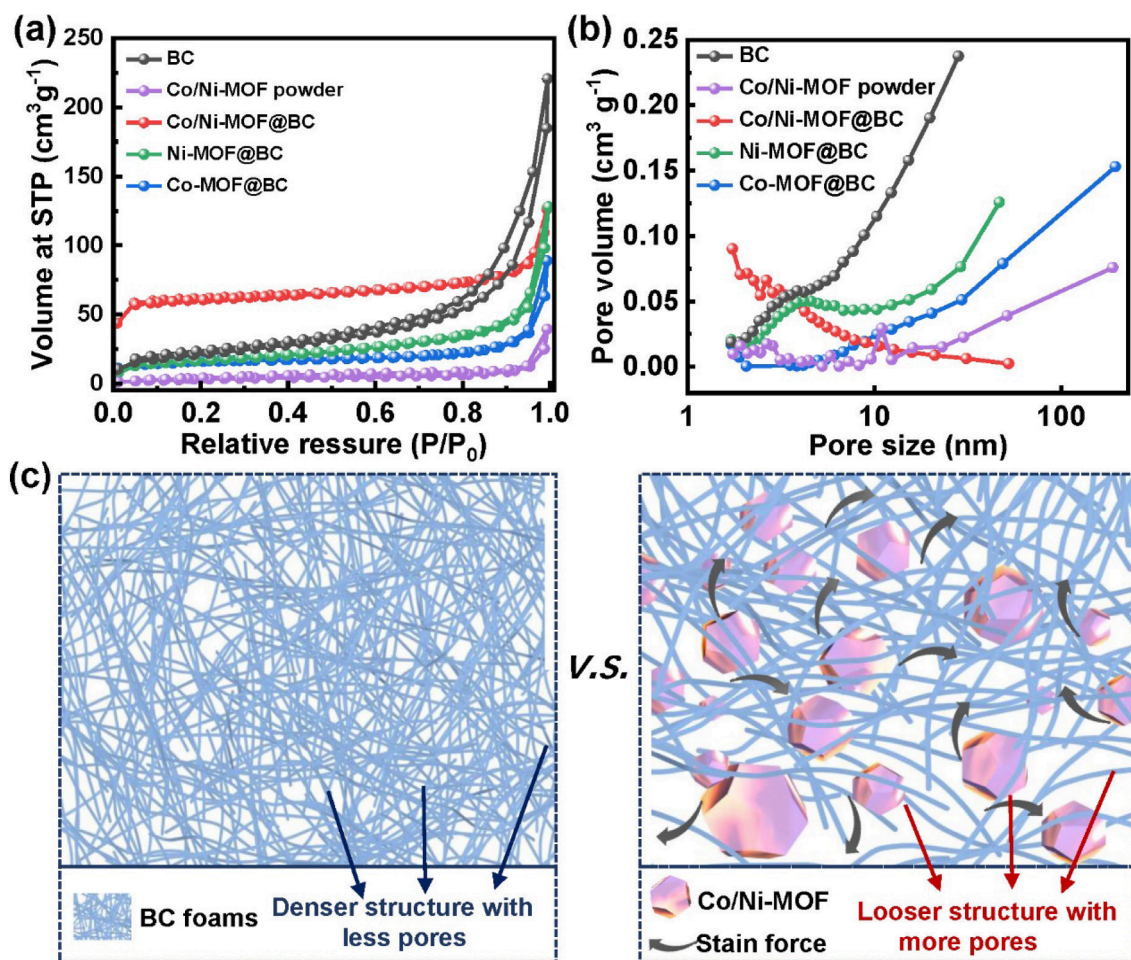 (a)
250
200
150
100
50
0
Volume at STP (cm³g⁻¹)
BC
Co/Ni-MOF powder
Co/Ni-MOF@BC
Ni-MOF@BC
Co-MOF@BC
0.0 0.2 0.4 0.6 0.8 1.0
Relative ressure (P/P₀)
(b)
0.25
0.20
0.15
0.10
0.05
0.00
Pore volume (cm³ g⁻¹)
BC
Co/Ni-MOF powder
Co/Ni-MOF@BC
Ni-MOF@BC
Co-MOF@BC
1 10 100
Pore size (nm)
(c)
V.S.
BC foams
Denser structure with
less pores
Co/Ni-MOF
Stain force
Looser structure with
more pores